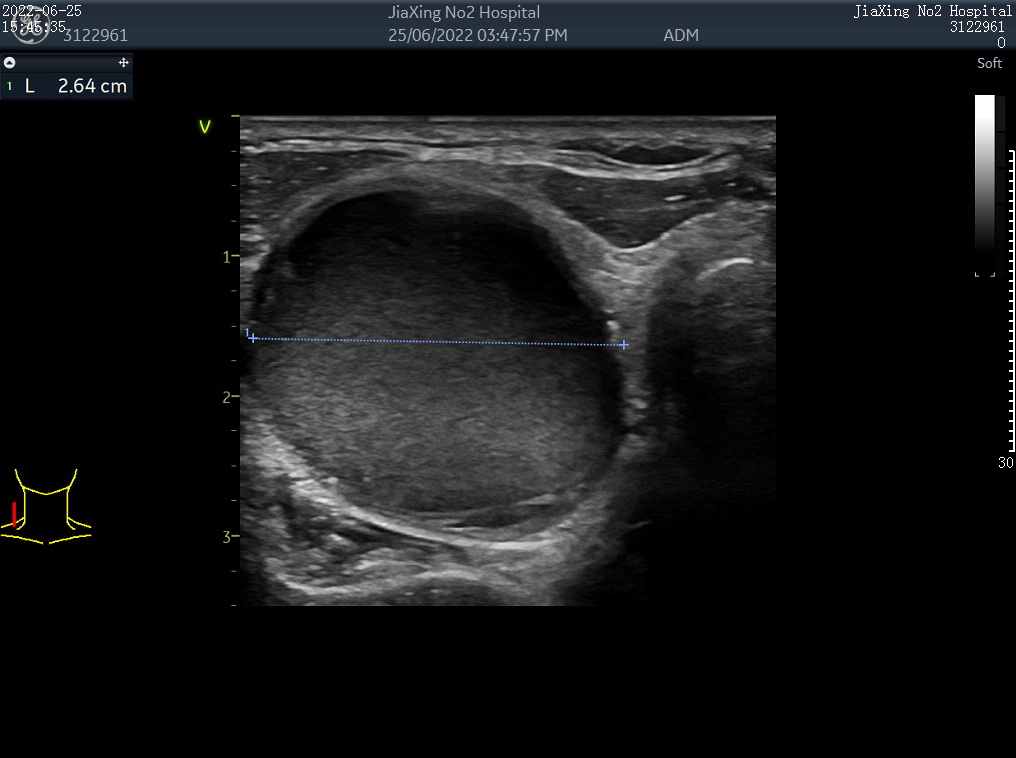 2022-06-25
15:45:35
3122961
JiaXing No2 Hospital
25/06/2022 03:47:57 PM
ADM
JiaXing No2 Hospital
3122961
0
Soft
1 L 2.64 cm
V
1
1
2
3
30